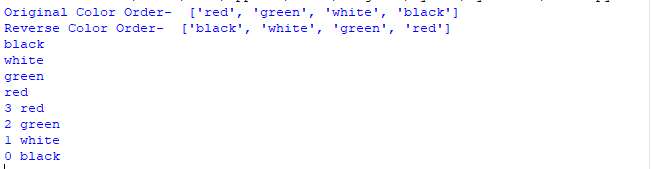 Original Color Order-  ['red', 'green', 'white', 'black']
Reverse Color Order-  ['black', 'white', 'green', 'red']
black
white
green
red
3 red
2 green
1 white
0 black